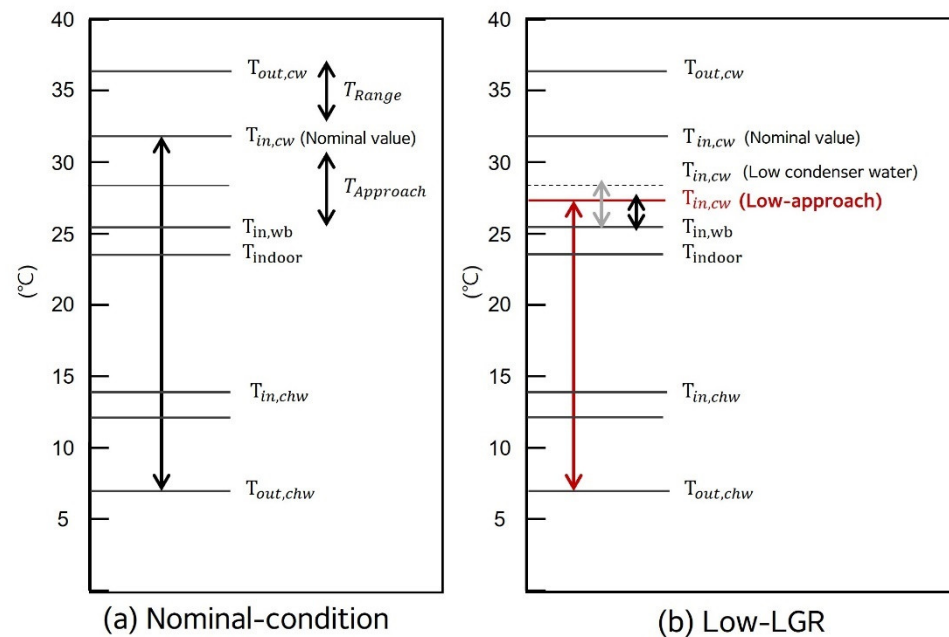 40
35
30
25
20
15
10
5
(℃)
T_out,cw
T_Range
T_in,cw (Nominal value)
T_Approach
T_in,wb
T_indoor
T_in,chw
T_out,chw
(a) Nominal-condition
40
35
30
25
20
15
10
5
(℃)
T_out,cw
T_in,cw (Nominal value)
T_in,cw (Low condenser water)
T_in,cw (Low-approach)
T_in,wb
T_indoor
T_in,chw
T_out,chw
(b) Low-LGR